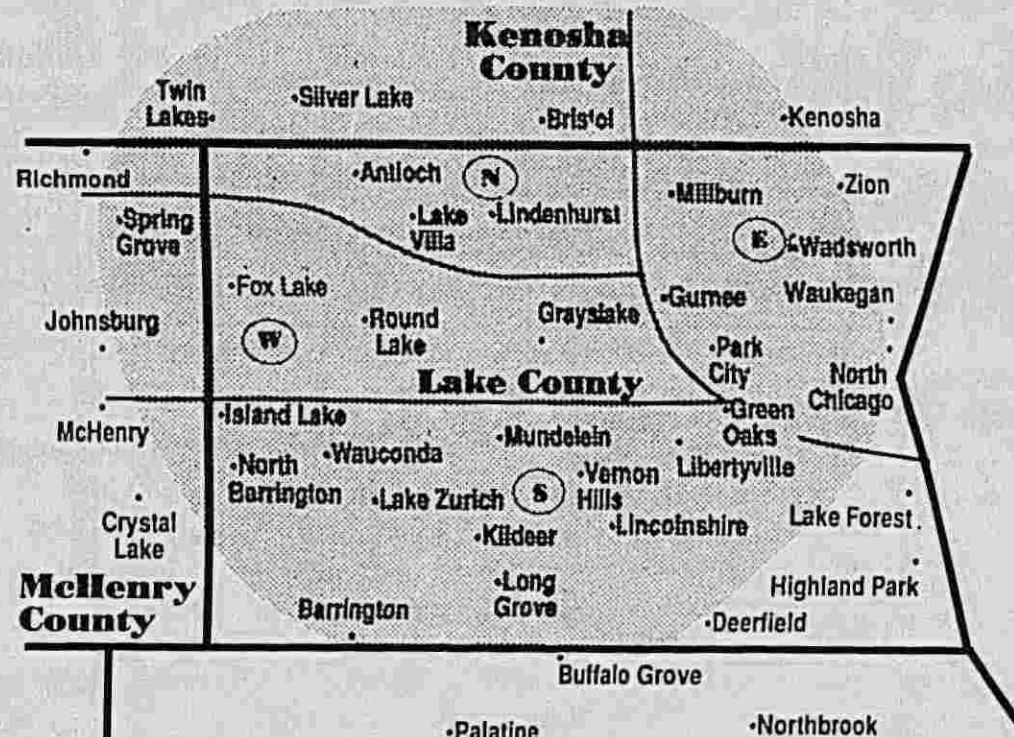 Kenosha
County
Twin
Lakes
Silver Lake
Bristol
Kenosha
Richmond
Antioch
N
Millburn
Zion
Spring
Grove
Lake
Villa
Lindenhurst
E
Wadsworth
Fox Lake
Gurnee
Waukegan
Johnsburg
Round
Lake
Grayslake
W
Park
City
North
Chicago
Lake County
Island Lake
Green
Oaks
McHenry
Mundelein
Wauconda
North
Barrington
Vernon
Hills
Libertyville
Lake Zurich
S
Crystal
Lake
Lincolnshire
Lake Forest
Kildeer
McHenry
County
Long
Grove
Highland Park
Barrington
Deerfield
Buffalo Grove
Palatine
Northbrook